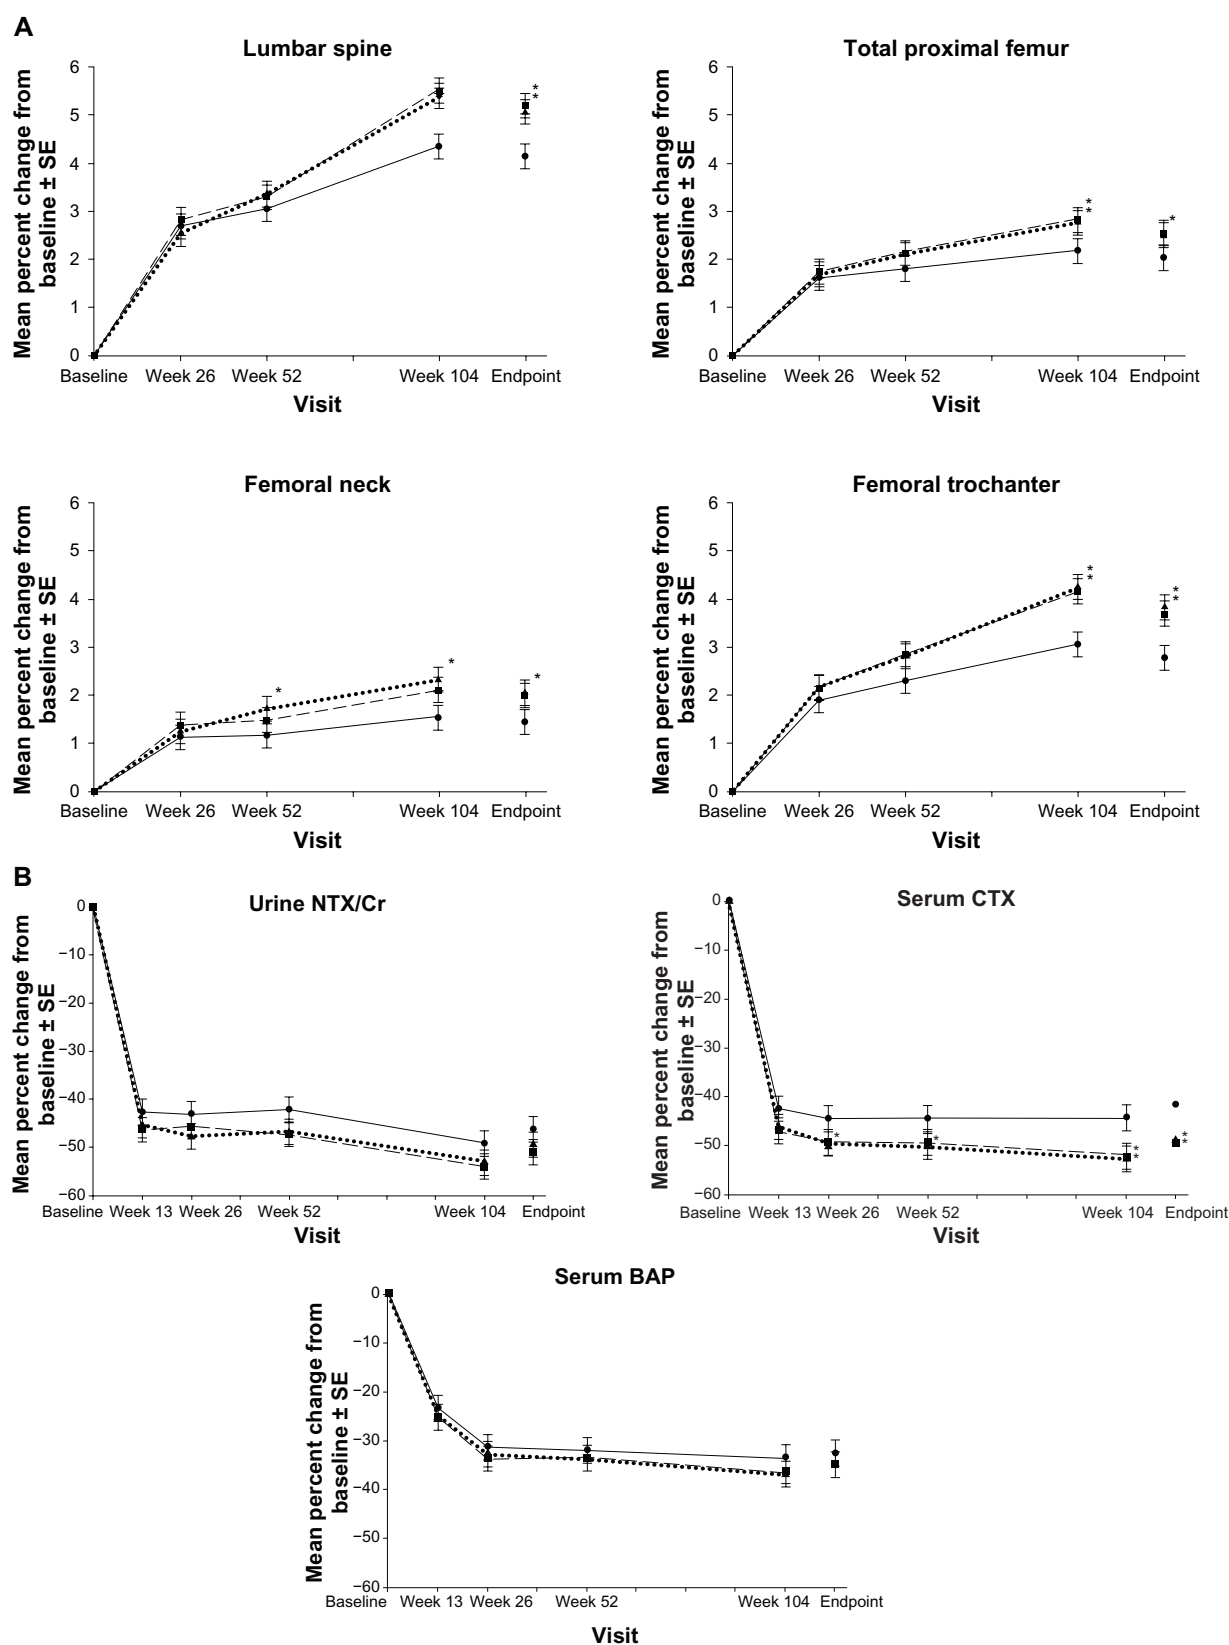 A
Lumbar spine
Mean percent change from
baseline ± SE
6
5
4
3
2
1
0
Baseline Week 26 Week 52 Week 104 Endpoint
Visit
*
*
Total proximal femur
Mean percent change from
baseline ± SE
6
5
4
3
2
1
0
Baseline Week 26 Week 52 Week 104 Endpoint
Visit
*
*
*
Femoral neck
Mean percent change from
baseline ± SE
6
5
4
3
2
1
0
Baseline Week 26 Week 52 Week 104 Endpoint
Visit
*
*
*
Femoral trochanter
Mean percent change from
baseline ± SE
6
5
4
3
2
1
0
Baseline Week 26 Week 52 Week 104 Endpoint
Visit
*
*
*
*
B
Urine NTX/Cr
Mean percent change from
baseline ± SE
0
−10
−20
−30
−40
−50
−60
Baseline Week 13 Week 26 Week 52 Week 104 Endpoint
Visit
Serum CTX
Mean percent change from
baseline ± SE
0
−10
−20
−30
−40
−50
−60
Baseline Week 13 Week 26 Week 52 Week 104 Endpoint
Visit
*
*
*
*
*
*
Serum BAP
Mean percent change from
baseline ± SE
0
−10
−20
−30
−40
−50
−60
Baseline Week 13 Week 26 Week 52 Week 104 Endpoint
Visit